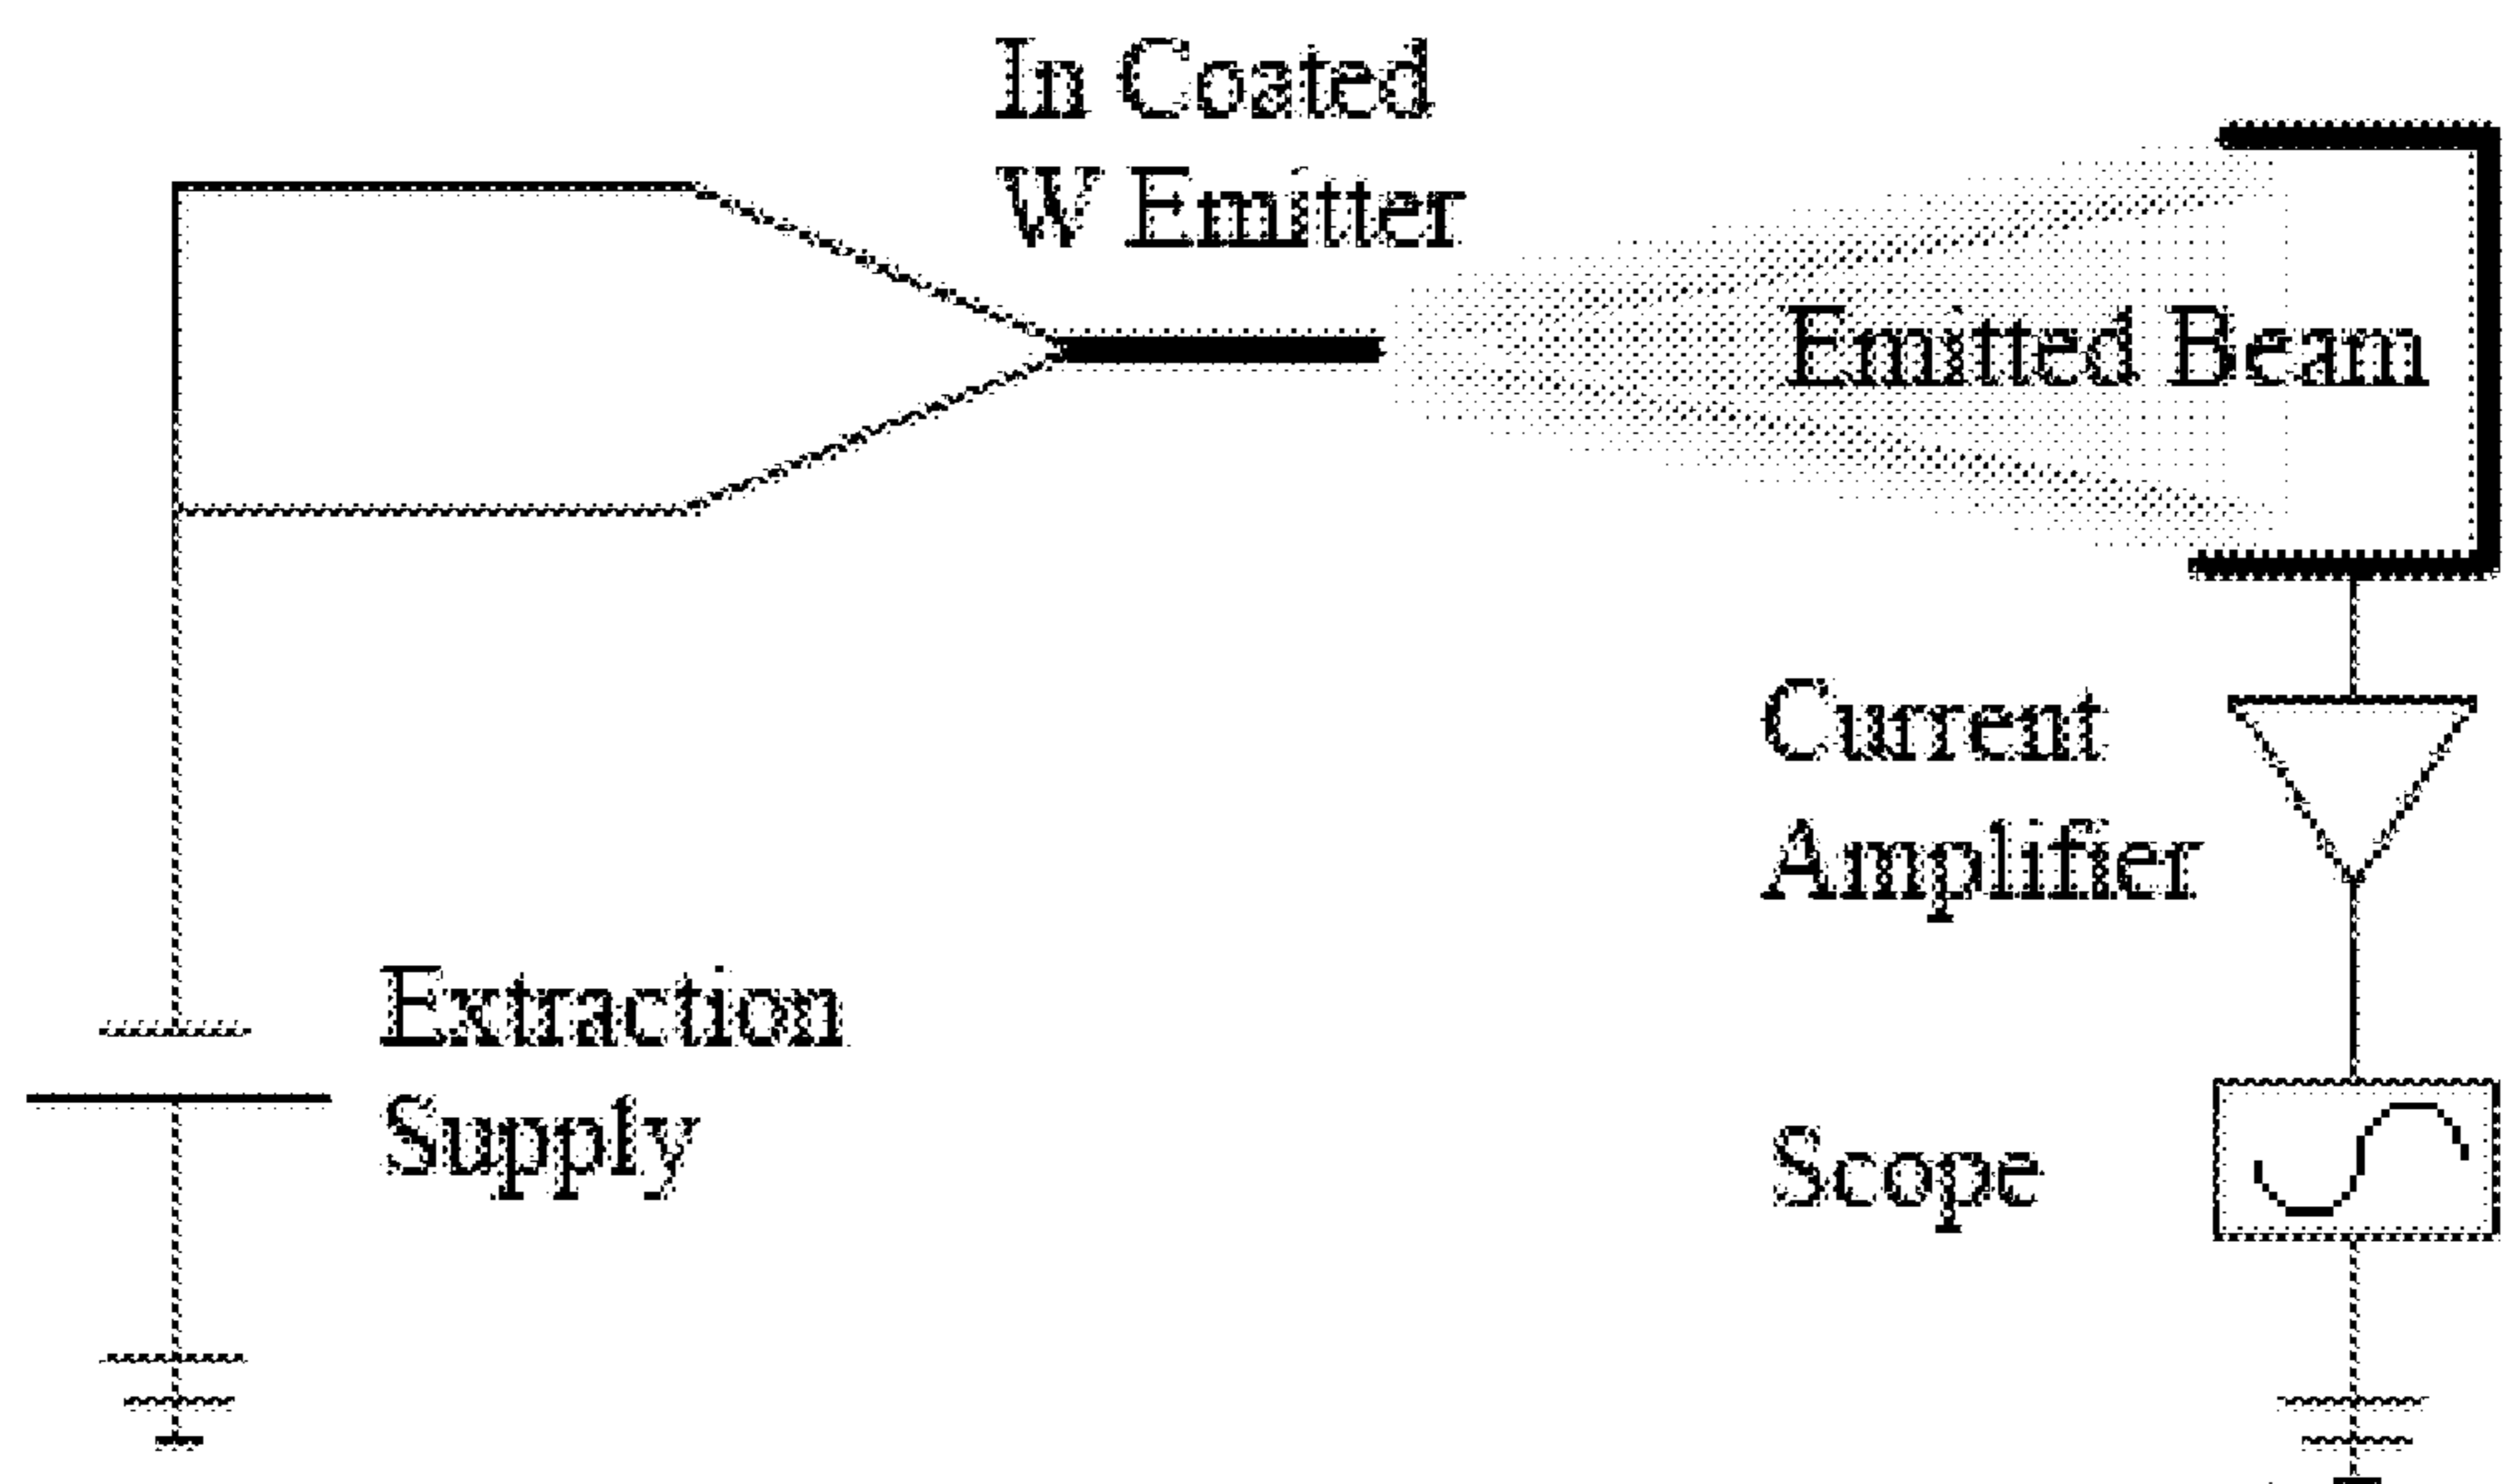 In Coated
W Emitter
Emitted Beam
Current
Amplifier
Extraction
Supply
Scope